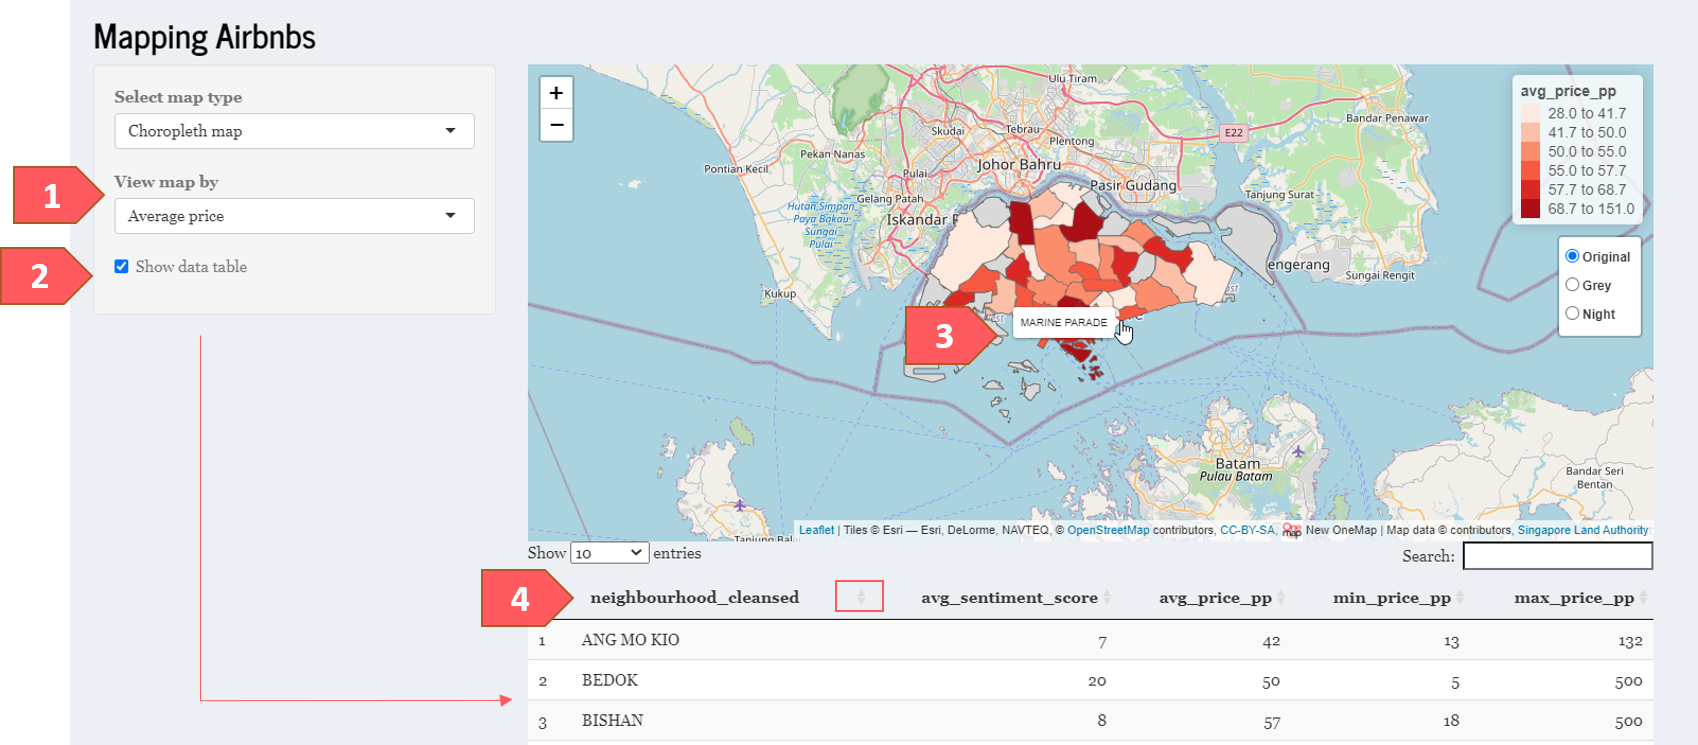 Mapping Airbnbs
Select map type
Choropleth map
1
View map by
Average price
2
Show data table
+
−
Ulu Tiram
Skudai
Tebrau
Plentong
E22
Bandar Penawar
Pekan Nanas
Pontian Kecil
Pulai
Johor Bahru
Pasir Gudang
Gelang Patah
Tanjung Surat
Hutan Simpan
Paya Bakau
Sungai
Pulai
Iskandar
engerang
Sungai Rengit
Kukup
avg_price_pp
28.0 to 41.7
41.7 to 50.0
50.0 to 55.0
55.0 to 57.7
57.7 to 68.7
68.7 to 151.0
Original
Grey
Night
3
MARINE PARADE
Batam
Pulau Batam
Bandar Seri
Bentan
Tanjung Bal
Leaflet | Tiles © Esri — Esri, DeLorme, NAVTEQ, © OpenStreetMap contributors, CC-BY-SA, map New OneMap | Map data © contributors, Singapore Land Authority
Show 10 entries
Search:
4
neighbourhood_cleansed avg_sentiment_score avg_price_pp min_price_pp max_price_pp
1 ANG MO KIO 7 42 13 132
2 BEDOK 20 50 5 500
3 BISHAN 8 57 18 500